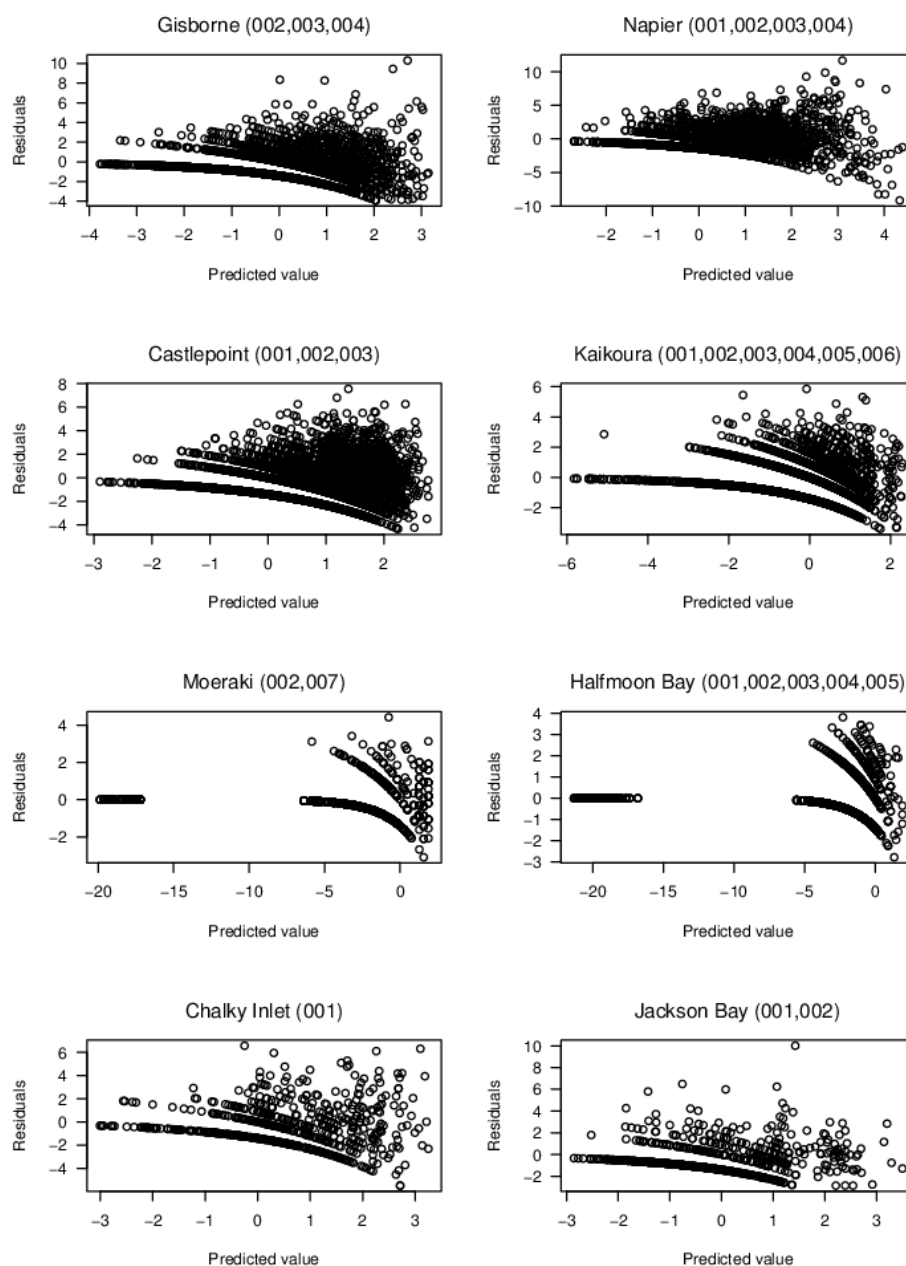 Gisborne (002,003,004)
Residuals
10
8
6
4
2
0
−2
−4
−4 −3 −2 −1 0 1 2 3
Predicted value
Napier (001,002,003,004)
Residuals
10
5
0
−5
−10
−2 −1 0 1 2 3 4
Predicted value
Castlepoint (001,002,003)
Residuals
8
6
4
2
0
−2
−4
−3 −2 −1 0 1 2
Predicted value
Kaikoura (001,002,003,004,005,006)
Residuals
6
4
2
0
−2
−6 −4 −2 0 2
Predicted value
Moeraki (002,007)
Residuals
4
2
0
−2
−20 −15 −10 −5 0
Predicted value
Halfmoon Bay (001,002,003,004,005)
Residuals
4
3
2
1
0
−1
−2
−3
−20 −15 −10 −5 0
Predicted value
Chalky Inlet (001)
Residuals
6
4
2
0
−2
−4
−3 −2 −1 0 1 2 3
Predicted value
Jackson Bay (001,002)
Residuals
10
8
6
4
2
0
−2
−3 −2 −1 0 1 2 3
Predicted value